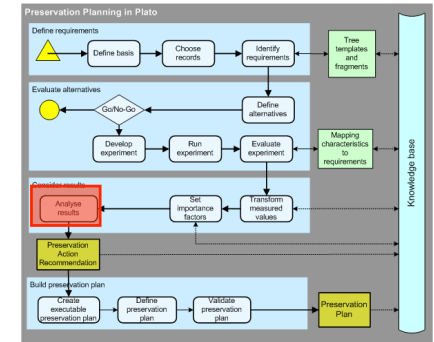 Preservation Planning in Plato
Define requirements
Define basis
Choose
records
Identify
requirements
Tree
templates
and
fragments
Evaluate alternatives
Go/No-Go
Define
alternatives
Develop
experiment
Run
experiment
Evaluate
experiment
Mapping
characteristics
to
requirements
Knowledge base
Consider results
Analyse
results
Set
importance
factors
Transform
measured
values
Preservation
Action
Recommendation
Build preservation plan
Create
executable
preservation plan
Define
preservation
plan
Validate
preservation
plan
Preservation
Plan